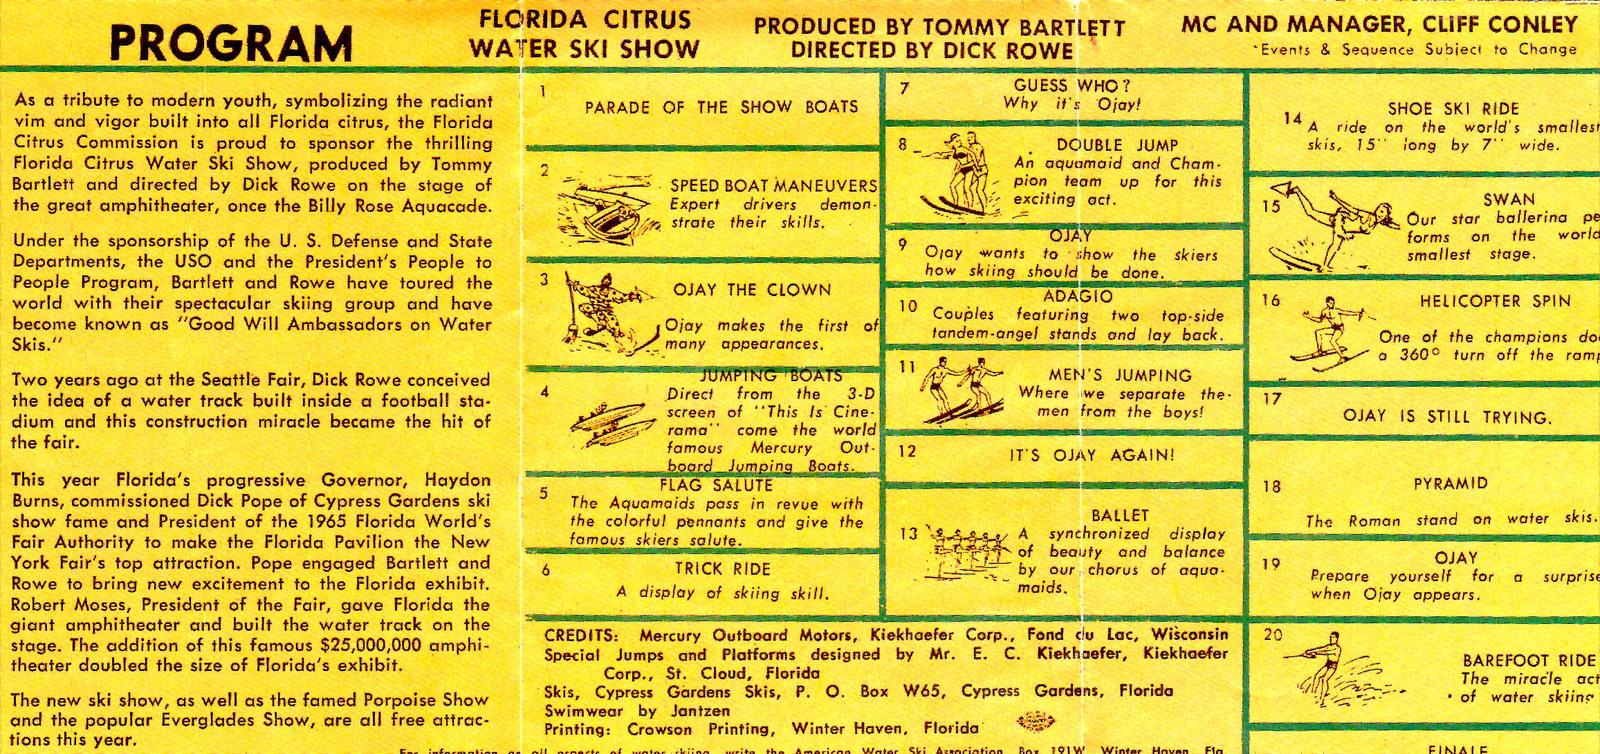 PROGRAM
FLORIDA CITRUS
WATER SKI SHOW
PRODUCED BY TOMMY BARTLETT
DIRECTED BY DICK ROWE
MC AND MANAGER, CLIFF CONLEY
*Events & Sequence Subject to Change
As a tribute to modern youth, symbolizing the radiant
vim and vigor built into all Florida citrus, the Florida
Citrus Commission is proud to sponsor the thrilling
Florida Citrus Water Ski Show, produced by Tommy
Bartlett and directed by Dick Rowe on the stage of
the great amphitheater, once the Billy Rose Aquacade.
Under the sponsorship of the U. S. Defense and State
Departments, the USO and the President's People to
People Program, Bartlett and Rowe have toured the
world with their spectacular skiing group and have
become known as "Good Will Ambassadors on Water
Skis."
Two years ago at the Seattle Fair, Dick Rowe conceived
the idea of a water track built inside a football sta-
dium and this construction miracle became the hit of
the fair.
This year Florida's progressive Governor, Haydon
Burns, commissioned Dick Pope of Cypress Gardens ski
show fame and President of the 1965 Florida World's
Fair Authority to make the Florida Pavilion the New
York Fair's top attraction. Pope engaged Bartlett and
Rowe to bring new excitement to the Florida exhibit.
Robert Moses, President of the Fair, gave Florida the
giant amphitheater and built the water track on the
stage. The addition of this famous $25,000,000 amphi-
theater doubled the size of Florida's exhibit.
The new ski show, as well as the famed Porpoise Show
and the popular Everglades Show, are all free attrac-
tions this year.
1
PARADE OF THE SHOW BOATS
2
SPEED BOAT MANEUVERS
Expert drivers demon-
strate their skills.
3
OJAY THE CLOWN
Ojay makes the first of
many appearances.
4
JUMPING BOATS
Direct from the 3-D
screen of "This Is Cine-
rama" come the world
famous Mercury Out-
board Jumping Boats.
5
FLAG SALUTE
The Aquamaids pass in revue with
the colorful pennants and give the
famous skiers salute.
6
TRICK RIDE
A display of skiing skill.
7
GUESS WHO?
Why it's Ojay!
8
DOUBLE JUMP
An aquamaid and Cham-
pion team up for this
exciting act.
9
OJAY
Ojay wants to show the skiers
how skiing should be done.
10
ADAGIO
Couples featuring two top-side
tandem-angel stands and lay back.
11
MEN'S JUMPING
Where we separate the
men from the boys!
12
IT'S OJAY AGAIN!
13
BALLET
A synchronized display
of beauty and balance
by our chorus of aqua-
maids.
14
SHOE SKI RIDE
A ride on the world's smallest
skis, 15" long by 7" wide.
15
SWAN
Our star ballerina pe
forms on the world
smallest stage.
16
HELICOPTER SPIN
One of the champions do
a 360° turn off the ramp
17
OJAY IS STILL TRYING.
18
PYRAMID
The Roman stand on water skis.
19
OJAY
Prepare yourself for a surprise
when Ojay appears.
20
BAREFOOT RIDE
The miracle act
of water skiing
FINALE
CREDITS: Mercury Outboard Motors, Kiekhaefer Corp., Fond du Lac, Wisconsin
Special Jumps and Platforms designed by Mr. E. C. Kiekhaefer, Kiekhaefer
Corp., St. Cloud, Florida
Skis, Cypress Gardens Skis, P. O. Box W65, Cypress Gardens, Florida
Swimwear by Jantzen
Printing: Crowson Printing, Winter Haven, Florida
For information on all aspects of water skiing, write the American Water Ski Association, Box 191W, Winter Haven, Fla.